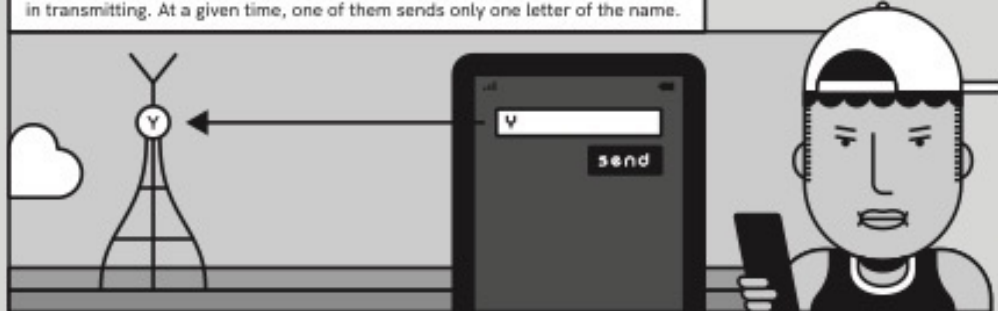 in transmitting. At a given time, one of them sends only one letter of the name.
Y
Y
send